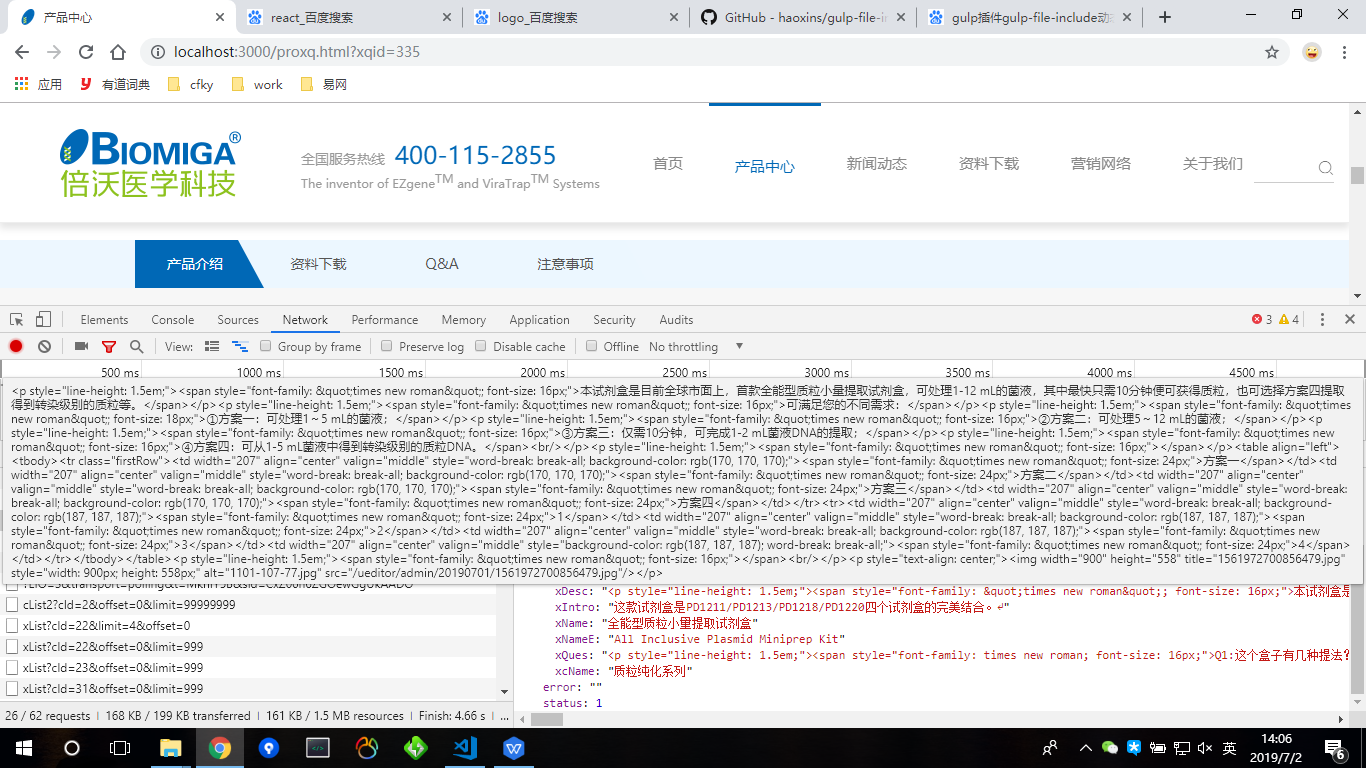 产品中心
react_百度搜索
logo_百度搜索
GitHub - haoxins/gulp-file-in
gulp插件gulp-file-include动态
localhost:3000/proxq.html?xqid=335
应用
有道词典
cfky
work
易网
BIOMIGA®
倍沃医学科技
全国服务热线 400-115-2855
The inventor of EZgene™ and ViraTrap™ Systems
首页
产品中心
新闻动态
资料下载
营销网络
关于我们
产品介绍
资料下载
Q&A
注意事项
Elements
Console
Sources
Network
Performance
Memory
Application
Security
Audits
3
4
View:
Group by frame
Preserve log
Disable cache
Offline
No throttling
500 ms
1000 ms
1500 ms
2000 ms
2500 ms
3000 ms
3500 ms
4000 ms
4500 ms
<p style="line-height: 1.5em;"><span style="font-family: &quot;times new roman&quot;; font-size: 16px;">本试剂盒是目前全球市面上，首款全能型质粒小量提取试剂盒，可处理1-12 mL的菌液，其中最快只需10分钟便可获得质粒，也可选择方案四提取
得到转染级别的质粒等。</span></p><p style="line-height: 1.5em;"><span style="font-family: &quot;times new roman&quot;; font-size: 16px;">可满足您的不同需求：</span></p><p style="line-height: 1.5em;"><span style="font-family: &quot;times
new roman&quot;; font-size: 18px;">①方案一：可处理1～5 mL的菌液；</span></p><p style="line-height: 1.5em;"><span style="font-family: &quot;times new roman&quot;; font-size: 16px;">②方案二：可处理5～12 mL的菌液；</span></p><p
style="line-height: 1.5em;"><span style="font-family: &quot;times new roman&quot;; font-size: 16px;">③方案三：仅需10分钟，可完成1-2 mL菌液DNA的提取；</span></p><p style="line-height: 1.5em;"><span style="font-family: &quot;times new
roman&quot;; font-size: 16px;">④方案四：可从1-5 mL菌液中得到转染级别的质粒DNA。</span><br/></p><p style="line-height: 1.5em;"><span style="font-family: &quot;times new roman&quot;; font-size: 16px;"></span></p><table align="left">
<tbody><tr class="firstRow"><td width="207" align="center" valign="middle" style="word-break: break-all; background-color: rgb(170, 170, 170);"><span style="font-family: &quot;times new roman&quot;; font-size: 24px;">方案一</span></td><td
width="207" align="center" valign="middle" style="word-break: break-all; background-color: rgb(170, 170, 170);"><span style="font-family: &quot;times new roman&quot;; font-size: 24px;">方案二</span></td><td width="207" align="center"
valign="middle" style="word-break: break-all; background-color: rgb(170, 170, 170);"><span style="font-family: &quot;times new roman&quot;; font-size: 24px;">方案三</span></td><td width="207" align="center" valign="middle" style="word-break:
break-all; background-color: rgb(170, 170, 170);"><span style="font-family: &quot;times new roman&quot;; font-size: 24px;">方案四</span></td></tr><tr><td width="207" align="center" valign="middle" style="word-break: break-all; background-
color: rgb(187, 187, 187);"><span style="font-family: &quot;times new roman&quot;; font-size: 24px;">1</span></td><td width="207" align="center" valign="middle" style="word-break: break-all; background-color: rgb(187, 187, 187);"><span
style="font-family: &quot;times new roman&quot;; font-size: 24px;">2</span></td><td width="207" align="center" valign="middle" style="word-break: break-all; background-color: rgb(187, 187, 187);"><span style="font-family: &quot;times new
roman&quot;; font-size: 24px;">3</span></td><td width="207" align="center" valign="middle" style="background-color: rgb(187, 187, 187); word-break: break-all;"><span style="font-family: &quot;times new roman&quot;; font-size: 24px;">4</span>
</td></tr></tbody></table><p style="line-height: 1.5em;"><span style="font-family: &quot;times new roman&quot;; font-size: 16px;"></span><br/></p><p style="text-align: center;"><img width="900" height="558" title="1561972700856479.jpg"
style="width: 900px; height: 558px;" alt="1101-107-77.jpg" src="/ueditor/admin/20190701/1561972700856479.jpg"/></p>
cList2?cId=2&offset=0&limit=99999999
xList?cId=22&limit=4&offset=0
xList?cId=22&offset=0&limit=999
xList?cId=23&offset=0&limit=999
xList?cId=31&offset=0&limit=999
xDesc: "<p style="line-height: 1.5em;"><span style="font-family: &quot;times new roman&quot;; font-size: 16px;">本试剂盒是
xIntro: "这款试剂盒是PD1211/PD1213/PD1218/PD1220四个试剂盒的完美结合。↵"
xName: "全能型质粒小量提取试剂盒"
xNameE: "All Inclusive Plasmid Miniprep Kit"
xQues: "<p style="line-height: 1.5em;"><span style="font-family: times new roman; font-size: 16px;">Q1:这个盒子有几种提法？
xcName: "质粒纯化系列"
error: ""
status: 1
26 / 62 requests
168 KB / 199 KB transferred
161 KB / 1.5 MB resources
Finish: 4.66 s
...
英
14:06
2019/7/2
6